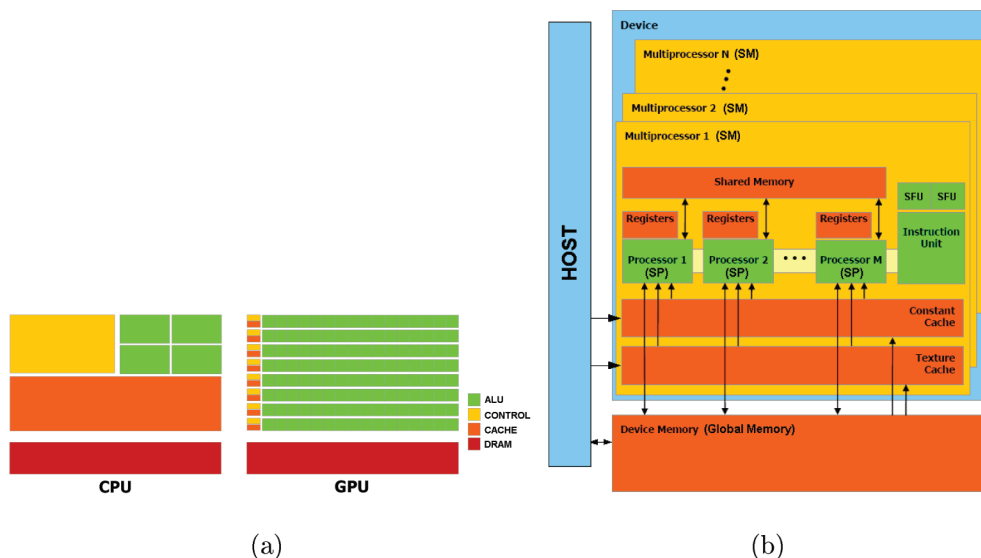 ALU
CONTROL
CACHE
DRAM
CPU
GPU
(a)
HOST
Device
Multiprocessor N (SM)
Multiprocessor 2 (SM)
Multiprocessor 1 (SM)
Shared Memory
SFU SFU
Registers Registers Registers
Instruction
Unit
Processor 1
(SP)
Processor 2
(SP)
• • •
Processor M
(SP)
Constant
Cache
Texture
Cache
Device Memory (Global Memory)
(b)